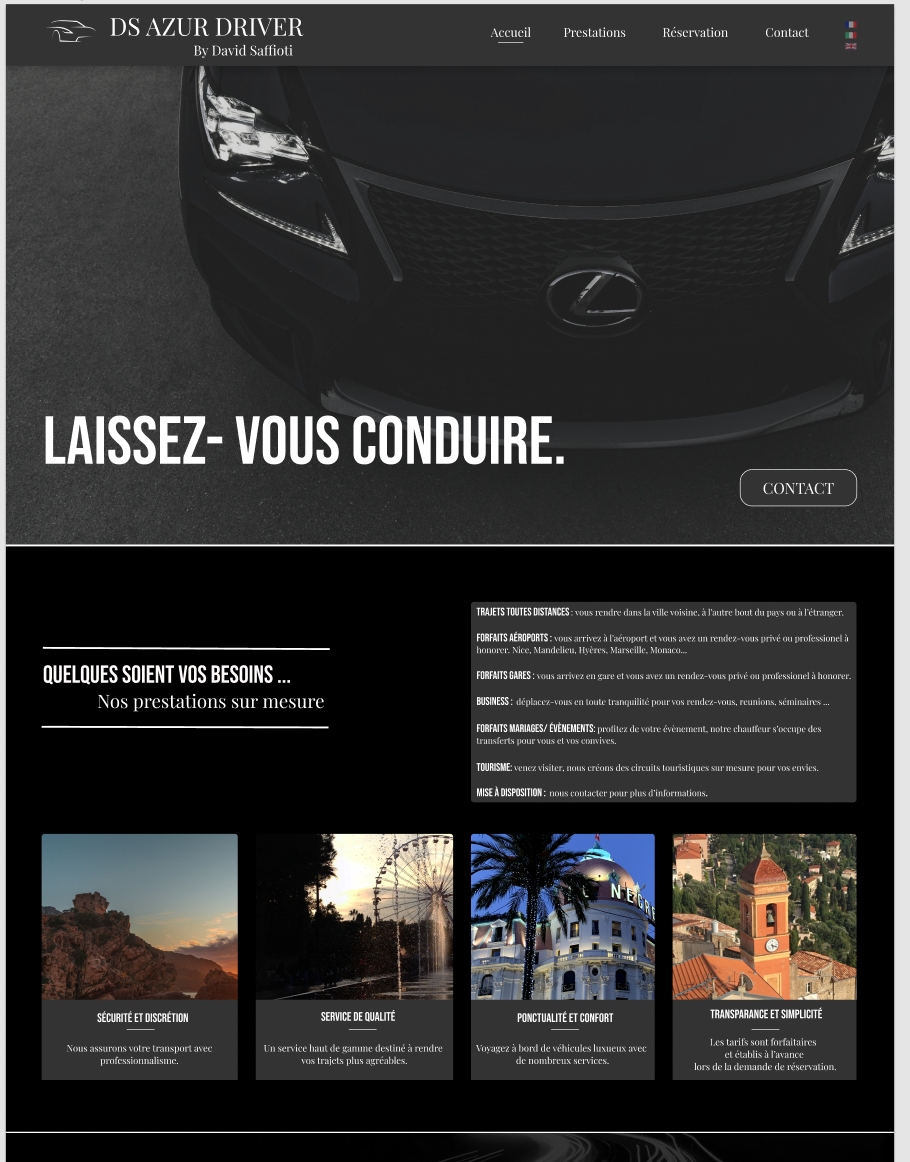 DS AZUR DRIVER
By David Saffioti
Accueil Prestations Réservation Contact
LAISSEZ- VOUS CONDUIRE.
CONTACT
QUELQUES SOIENT VOS BESOINS ...
Nos prestations sur mesure
TRAJETS TOUTES DISTANCES : vous rendre dans la ville voisine, à l'autre bout du pays ou à l'étranger.
FORFAITS AÉROPORTS : vous arrivez à l'aéroport et vous avez un rendez-vous privé ou professionel à
honorer. Nice, Mandelieu, Hyères, Marseille, Monaco...
FORFAITS GARES : vous arrivez en gare et vous avez un rendez-vous privé ou professionel à honorer.
BUSINESS : déplacez-vous en toute tranquilité pour vos rendez-vous, reunions, séminaires ...
FORFAITS MARIAGES/ ÉVÈNEMENTS: profitez de votre évènement, notre chauffeur s'occupe des
transferts pour vous et vos convives.
TOURISME: venez visiter, nous créons des circuits touristiques sur mesure pour vos envies.
MISE À DISPOSITION : nous contacter pour plus d'informations.
NEGRE
SÉCURITÉ ET DISCRÉTION
Nous assurons votre transport avec
professionnalisme.
SERVICE DE QUALITÉ
Un service haut de gamme destiné à rendre
vos trajets plus agréables.
PONCTUALITÉ ET CONFORT
Voyagez à bord de véhicules luxueux avec
de nombreux services.
TRANSPARANCE ET SIMPLICITÉ
Les tarifs sont forfaitaires
et établis à l'avance
lors de la demande de réservation.